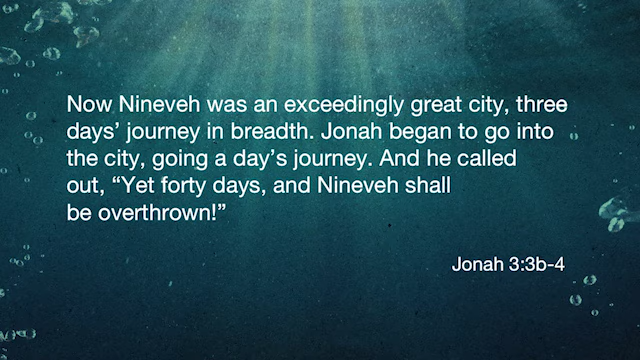 Now Nineveh was an exceedingly great city, three
days’ journey in breadth. Jonah began to go into
the city, going a day’s journey. And he called
out, “Yet forty days, and Nineveh shall
be overthrown!”
Jonah 3:3b-4